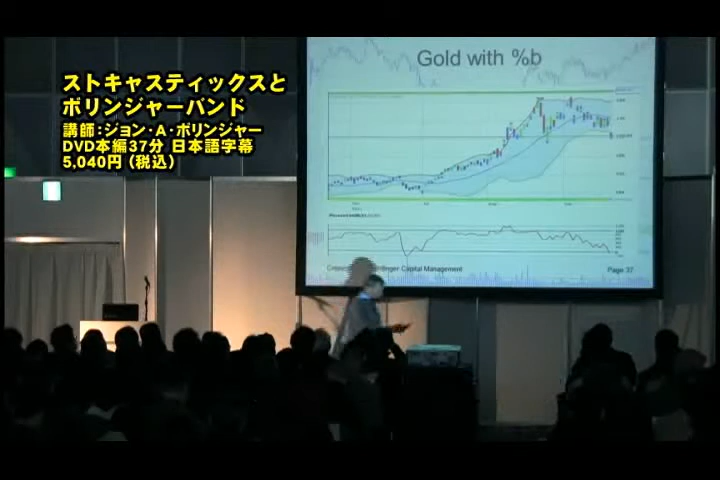 ストキャスティックスと
ボリンジャーバンド
講師：ジョン・A・ボリンジャー
DVD本編37分 日本語字幕
5,040円（税込）
Gold with %b
Capital Management
Page 37